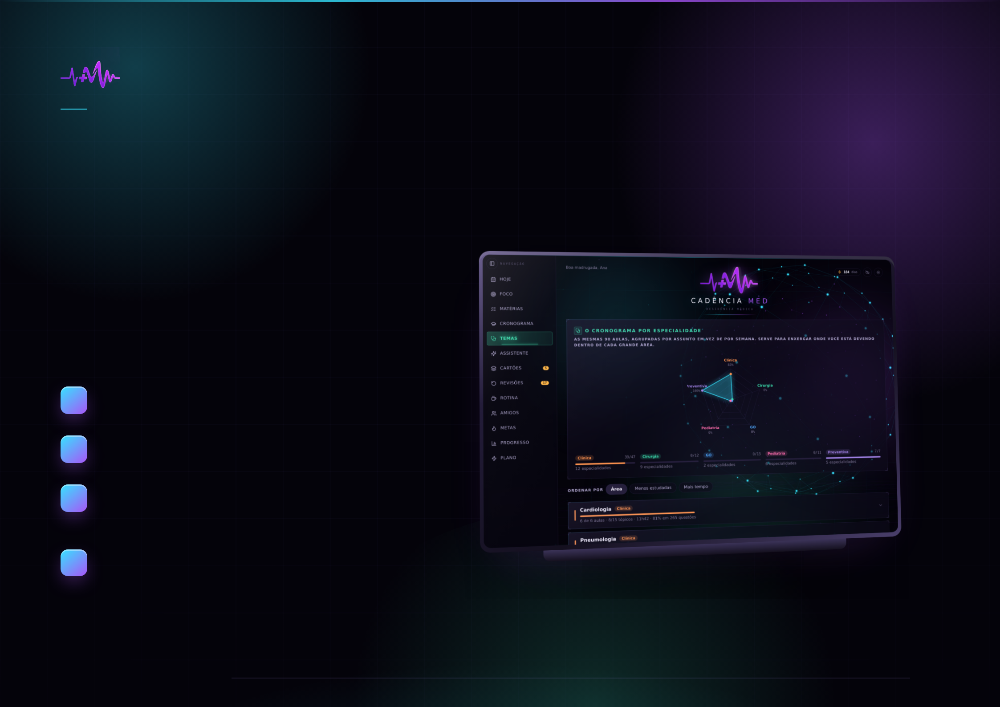 NAVEGAÇÃO
HOJE
FOCO
MATÉRIAS
CRONOGRAMA
TEMAS
ASSISTENTE
CARTÕES 5
REVISÕES 17
ROTINA
AMIGOS
METAS
PROGRESSO
PLANO
Boa madrugada, Ana
184 dias
CADÊNCIA MED
RESIDÊNCIA MÉDICA
O CRONOGRAMA POR ESPECIALIDADE
AS MESMAS 90 AULAS, AGRUPADAS POR ASSUNTO EM VEZ DE POR SEMANA. SERVE PARA ENXERGAR ONDE VOCÊ ESTÁ DEVENDO
DENTRO DE CADA GRANDE ÁREA.
Clínica
83%
Cirurgia
0%
GO
0%
Pediatria
0%
Preventiva
100%
Clínica 39/47
12 especialidades
Cirurgia 0/12
9 especialidades
GO 0/13
2 especialidades
Pediatria 0/11
6 especialidades
Preventiva 7/7
5 especialidades
ORDENAR POR Área Menos estudadas Mais tempo
Cardiologia Clínica
6 de 6 aulas · 8/15 tópicos · 11h42 · 81% em 265 questões
Pneumologia Clínica